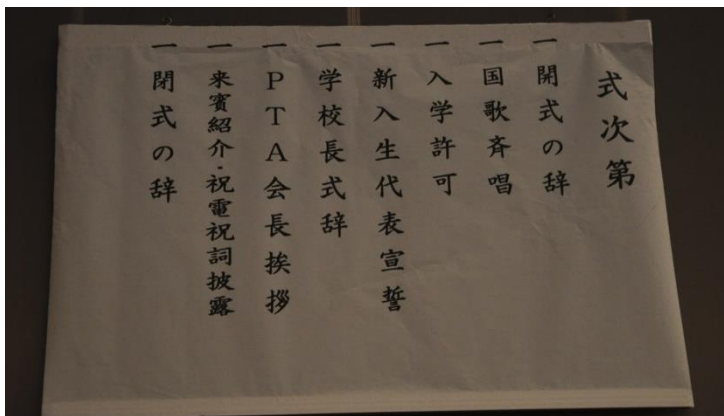 式次第
一 開式の辞
一 国歌斉唱
一 入学許可
一 新入生代表宣誓
一 学校長式辞
一 PTA会長挨拶
一 来賓紹介・祝電祝詞披露
一 閉式の辞